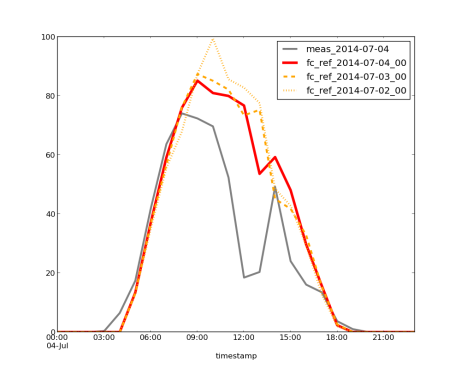 100
80
60
40
20
0
meas_2014-07-04
fc_ref_2014-07-04_00
fc_ref_2014-07-03_00
fc_ref_2014-07-02_00
00:00 03:00 06:00 09:00 12:00 15:00 18:00 21:00
04-Jul
timestamp